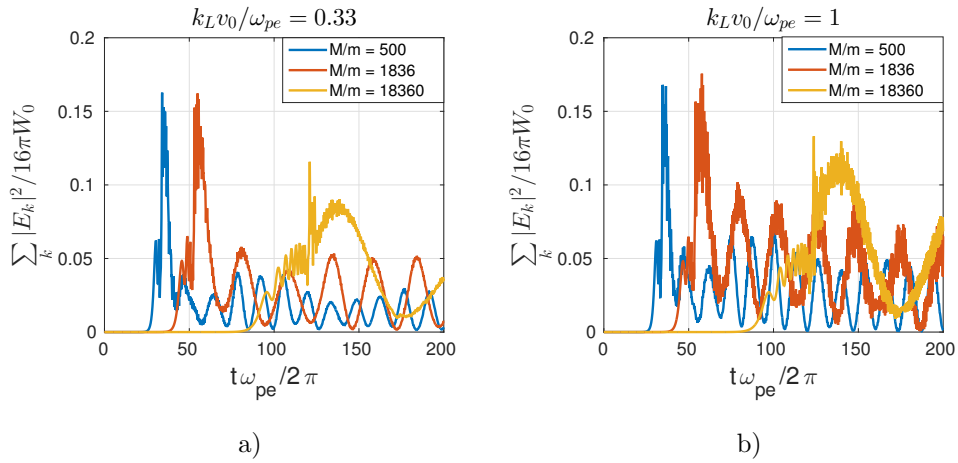 k_L v_0/ω_pe = 0.33
0.2
0.15
0.1
0.05
0
∑_k |E_k|²/16πW_0
M/m = 500
M/m = 1836
M/m = 18360
0 50 100 150 200
tω_pe/2 π
a)
k_L v_0/ω_pe = 1
0.2
0.15
0.1
0.05
0
∑_k |E_k|²/16πW_0
M/m = 500
M/m = 1836
M/m = 18360
0 50 100 150 200
tω_pe/2 π
b)